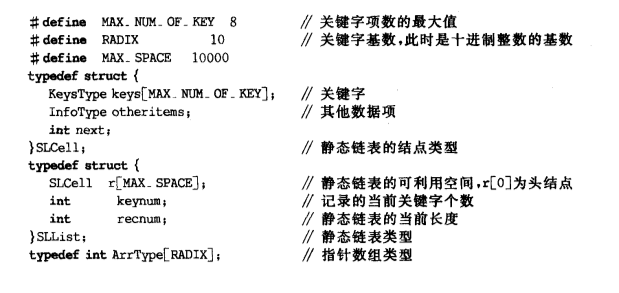 #define MAX_NUM_OF_KEY 8 // 关键字项数的最大值
#define RADIX 10 // 关键字基数,此时是十进制整数的基数
#define MAX_SPACE 10000
typedef struct {
KeysType keys[MAX_NUM_OF_KEY]; // 关键字
InfoType otheritems; // 其他数据项
int next;
}SLCell; // 静态链表的结点类型
typedef struct {
SLCell r[MAX_SPACE]; // 静态链表的可利用空间,r[0]为头结点
int keynum; // 记录的当前关键字个数
int recnum; // 静态链表的当前长度
}SLList; // 静态链表类型
typedef int ArrType[RADIX]; // 指针数组类型